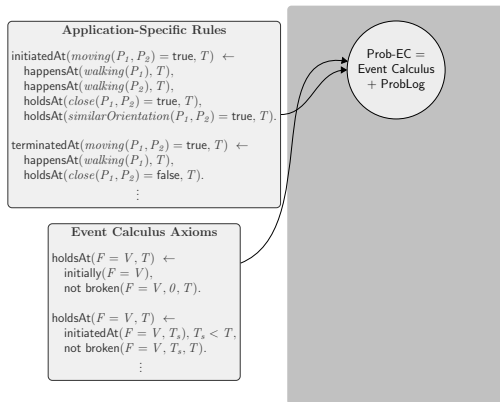 Application-Specific Rules
initiatedAt(moving(P₁, P₂) = true, T) ←
happensAt(walking(P₁), T),
happensAt(walking(P₂), T),
holdsAt(close(P₁, P₂) = true, T),
holdsAt(similarOrientation(P₁, P₂) = true, T).
terminatedAt(moving(P₁, P₂) = true, T) ←
happensAt(walking(P₁), T),
holdsAt(close(P₁, P₂) = false, T).
⋮
Event Calculus Axioms
holdsAt(F = V, T) ←
initially(F = V),
not broken(F = V, 0, T).
holdsAt(F = V, T) ←
initiatedAt(F = V, Tₛ), Tₛ < T,
not broken(F = V, Tₛ, T).
⋮
Prob-EC =
Event Calculus
+ ProbLog